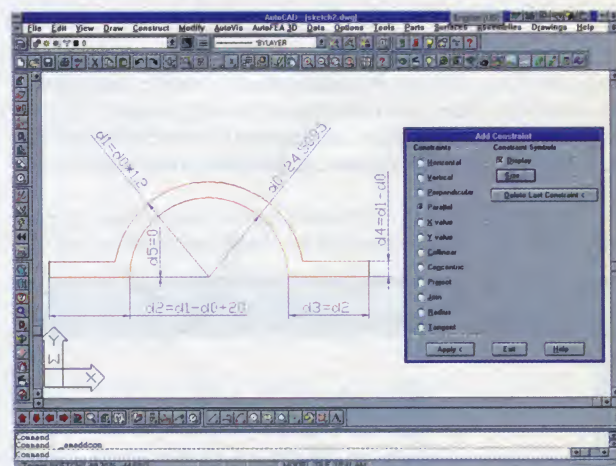 AutoCAD - [sketch2.dwg]
File Edit View Draw Construct Modify AutoVis AutoFEA 3D Data Options Tools Parts Surfaces Assemblies Drawings Help
BYLAYER
d1=d0*1.2
d0=24.5095
d5=0
d4=d1-d0
d2=d1-d0+20
d3=d2
Y
W
X
Add Constraint
Constraints
Constraint Symbols
Horizontal
Display
Vertical
Size...
Perpendicular
Delete Last Constraint <
Parallel
X value
Y value
Collinear
Concentric
Project
Join
Radius
Tangent
Apply <
Exit
Help
Command
Command _amaddcon
Command